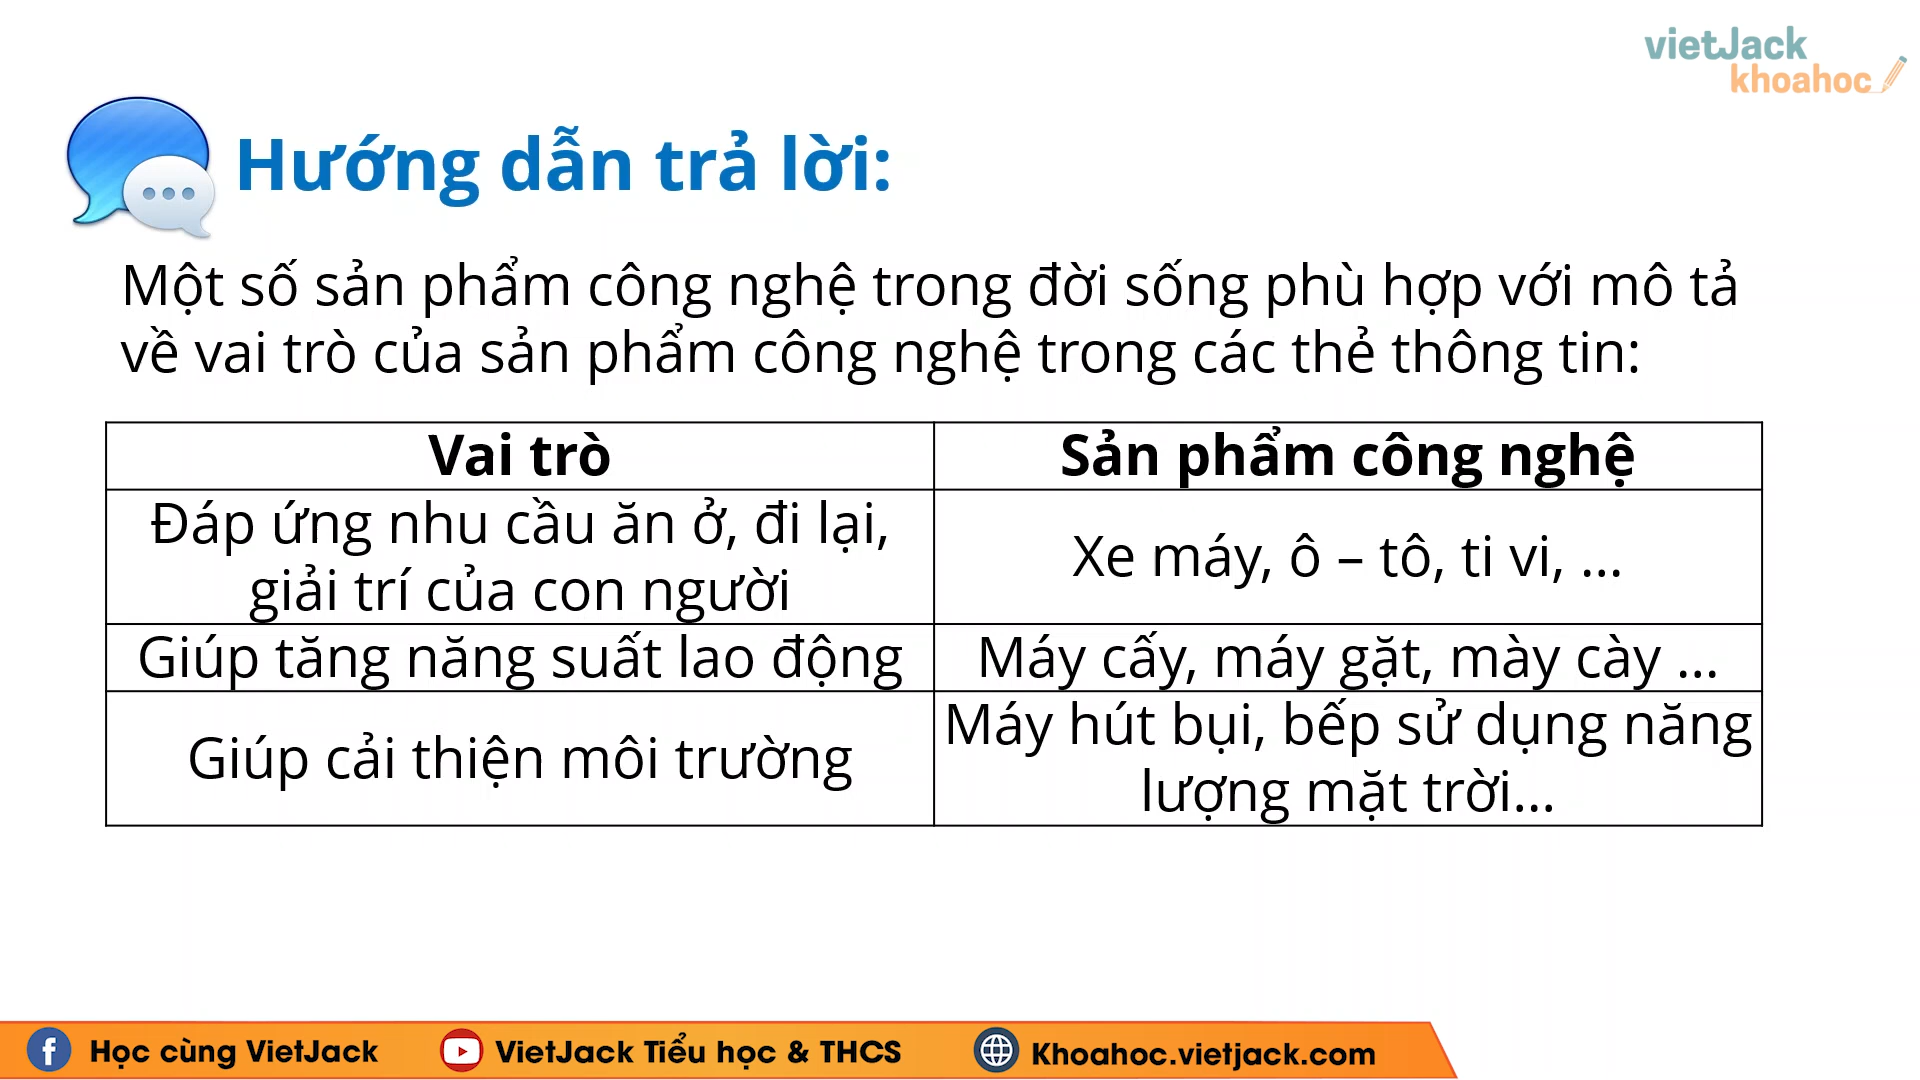 vietJack
khoahoc
Hướng dẫn trả lời:
Một số sản phẩm công nghệ trong đời sống phù hợp với mô tả
về vai trò của sản phẩm công nghệ trong các thẻ thông tin:
Vai trò
Sản phẩm công nghệ
Đáp ứng nhu cầu ăn ở, đi lại,
giải trí của con người
Xe máy, ô – tô, ti vi, ...
Giúp tăng năng suất lao động
Máy cấy, máy gặt, mày cày ...
Giúp cải thiện môi trường
Máy hút bụi, bếp sử dụng năng
lượng mặt trời...
Học cùng VietJack
VietJack Tiểu học & THCS
Khoahoc.vietjack.com